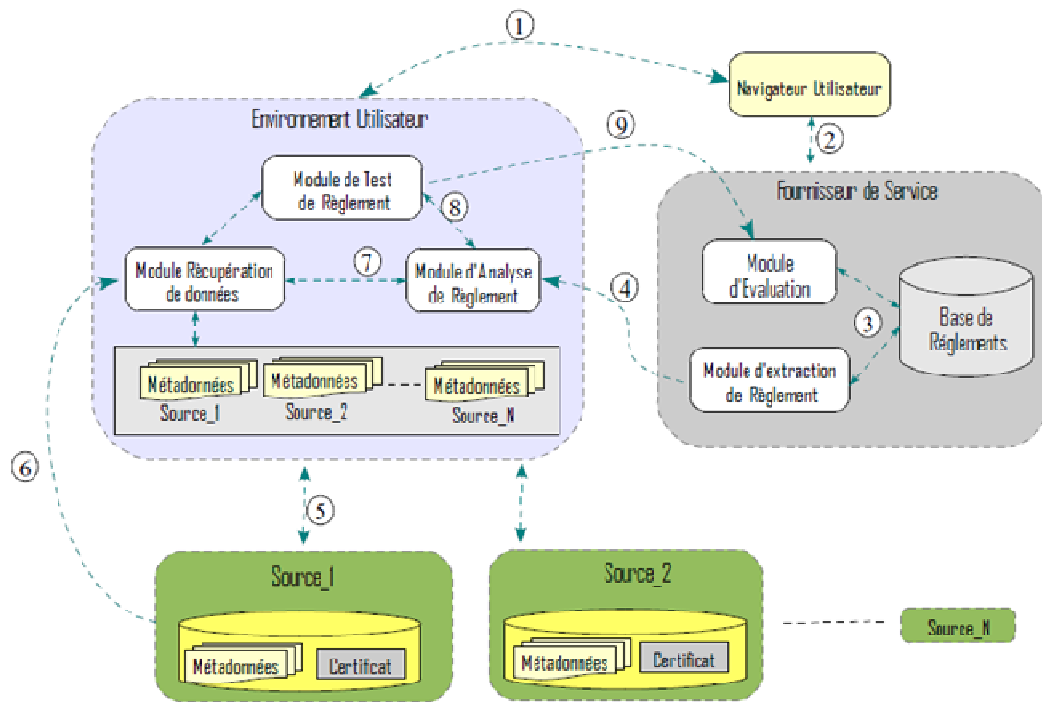 1
Navigateur Utilisateur
2
Environnement Utilisateur
9
Module de Test
de Règlement
8
Fournisseur de Service
Module Récupération
de données
7
Module d'Analyse
de Règlement
4
Module
d'Evaluation
3
Base de
Réglements
Module d'extraction
de Règlement
Métadonnées
Source_1
Métadonnées
Source_2
Métadonnées
Source_N
6
5
Source_1
Métadonnées
Certificat
Source_2
Métadonnées
Certificat
Source_N